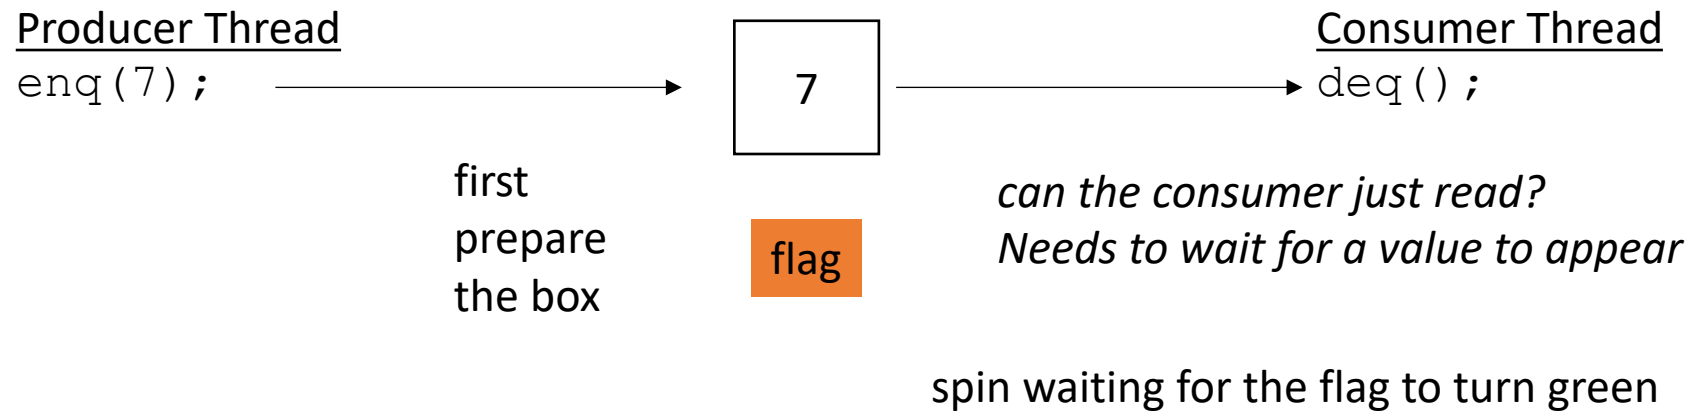 Producer Thread
enq(7);
7
Consumer Thread
deq();
first
prepare
the box
flag
can the consumer just read?
Needs to wait for a value to appear
spin waiting for the flag to turn green